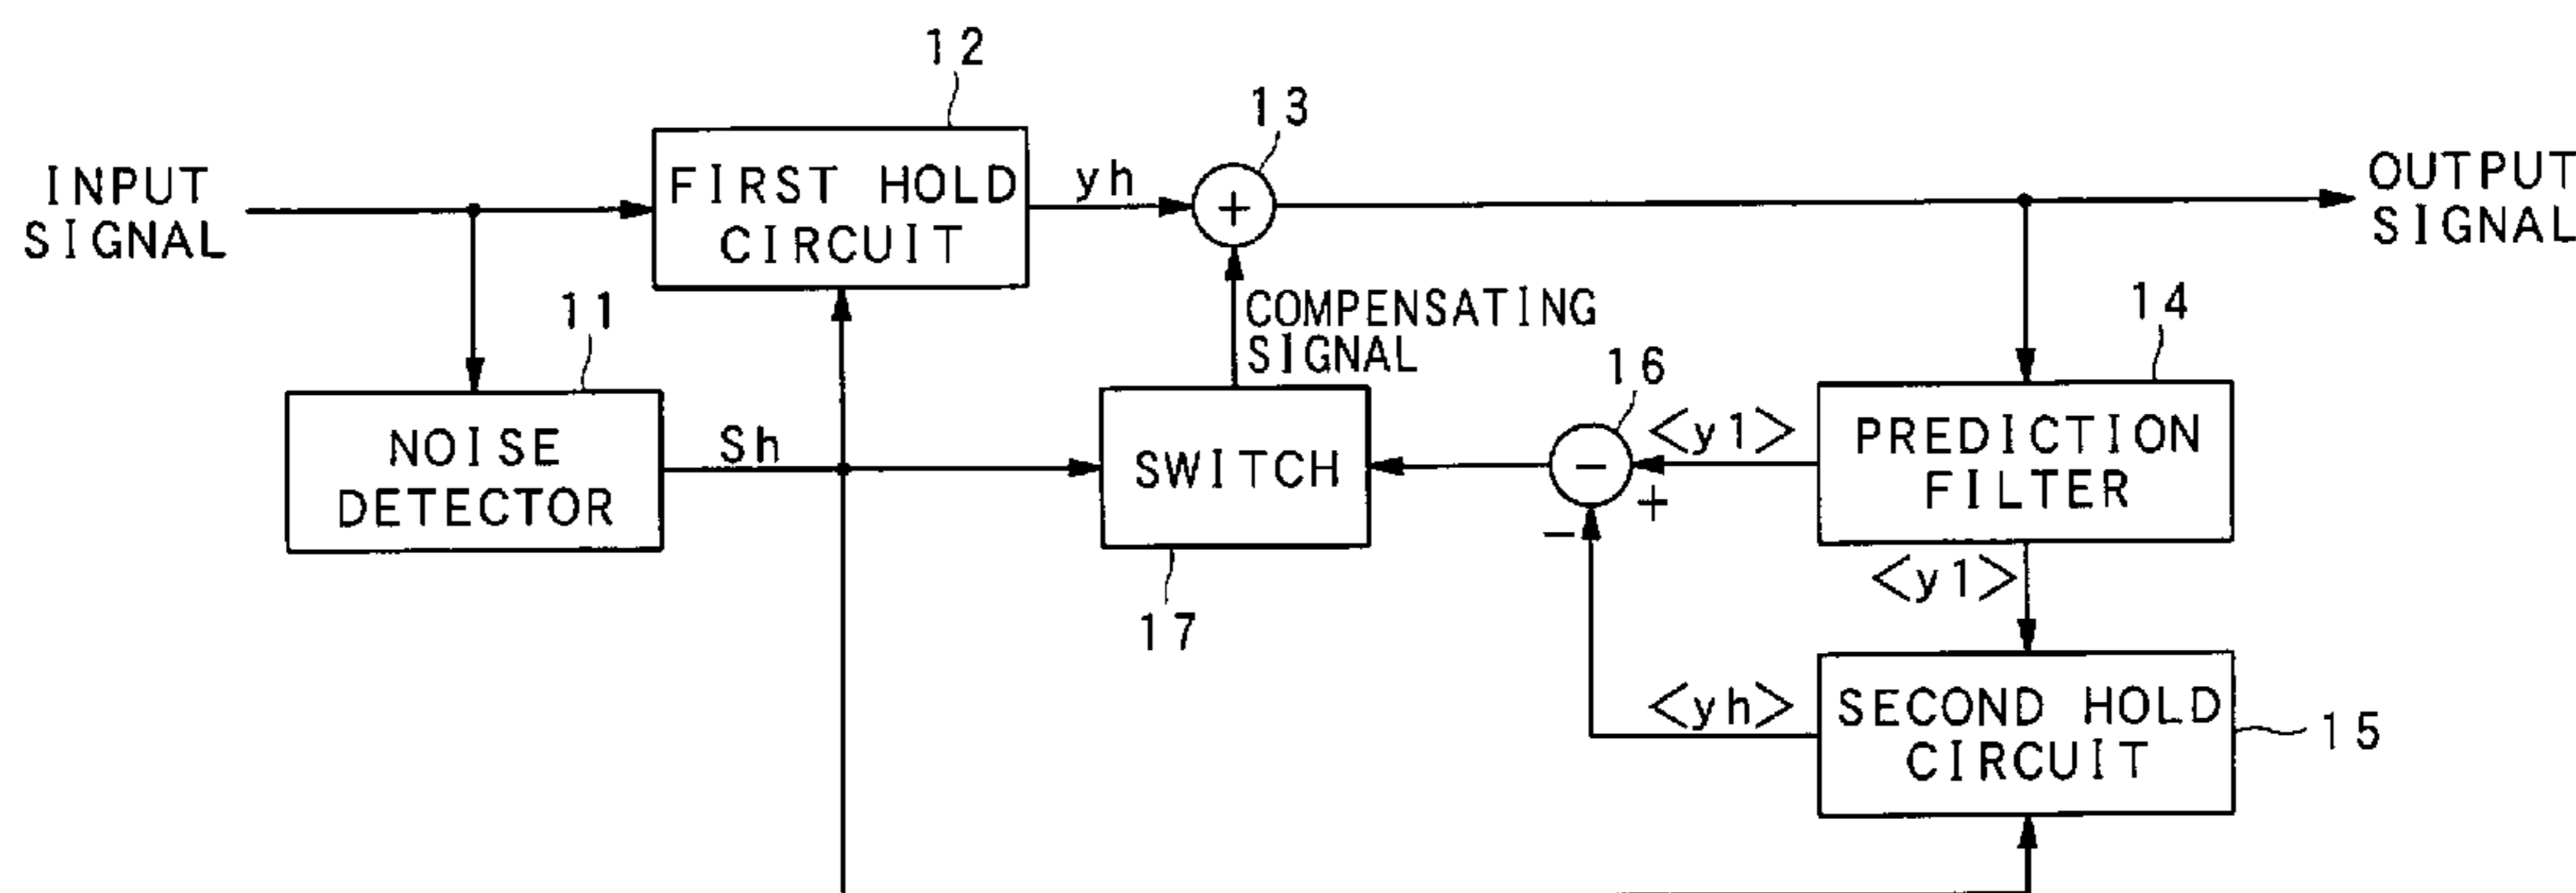 12
13
INPUT
SIGNAL
FIRST HOLD
CIRCUIT
yh
+
OUTPUT
SIGNAL
11
COMPENSATING
SIGNAL
14
16
NOISE
DETECTOR
Sh
SWITCH
−
<y1>
+
−
PREDICTION
FILTER
17
<y1>
<yh>
SECOND HOLD
CIRCUIT
15